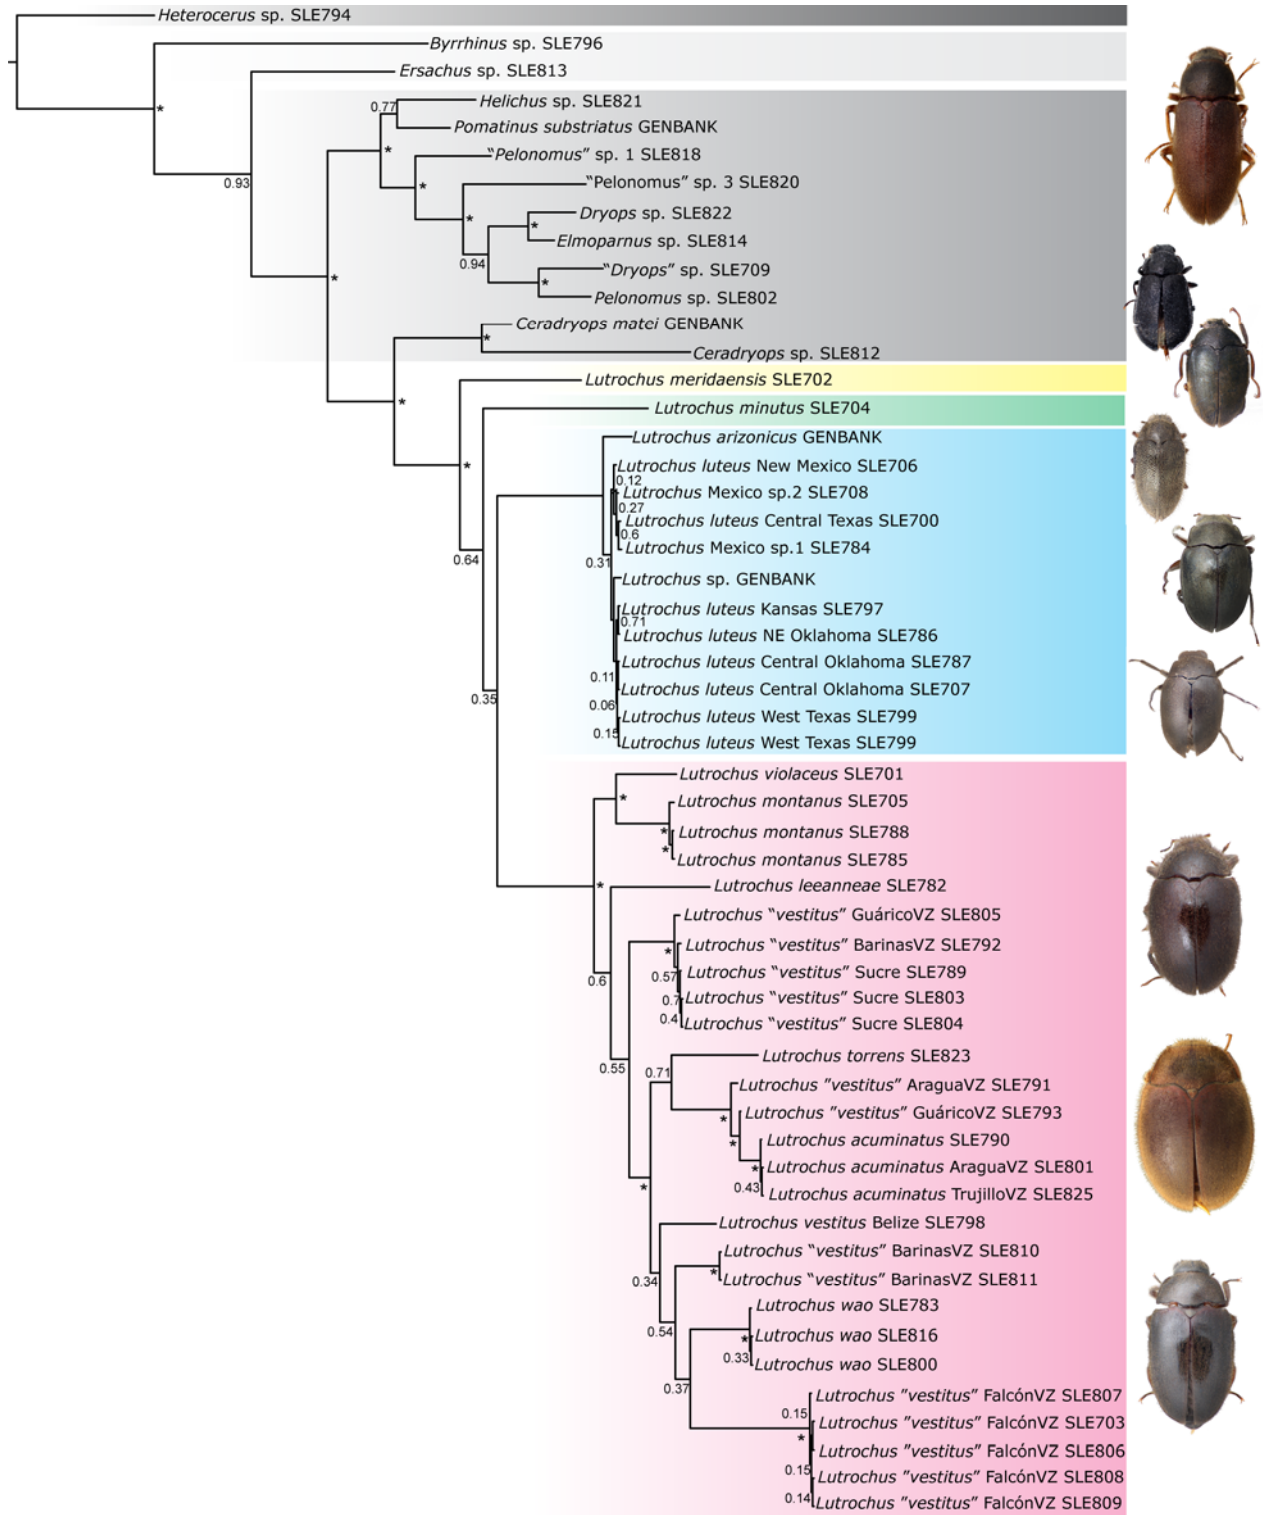 Heterocerus sp. SLE794
Byrrhinus sp. SLE796
*
Ersachus sp. SLE813
0.93
Helichus sp. SLE821
0.77
Pomatinus substriatus GENBANK
*
"Pelonomus" sp. 1 SLE818
*
"Pelonomus" sp. 3 SLE820
*
Dryops sp. SLE822
*
Elmoparnus sp. SLE814
0.94
"Dryops" sp. SLE709
*
Pelonomus sp. SLE802
*
Ceradryops matei GENBANK
*
Ceradryops sp. SLE812
*
Lutrochus meridaensis SLE702
*
Lutrochus minutus SLE704
0.64
Lutrochus arizonicus GENBANK
Lutrochus luteus New Mexico SLE706
0.12
Lutrochus Mexico sp.2 SLE708
0.27
Lutrochus luteus Central Texas SLE700
0.6
Lutrochus Mexico sp.1 SLE784
0.31
Lutrochus sp. GENBANK
Lutrochus luteus Kansas SLE797
0.71
Lutrochus luteus NE Oklahoma SLE786
Lutrochus luteus Central Oklahoma SLE787
0.11
Lutrochus luteus Central Oklahoma SLE707
0.35
0.06
Lutrochus luteus West Texas SLE799
0.15
Lutrochus luteus West Texas SLE799
Lutrochus violaceus SLE701
*
Lutrochus montanus SLE705
*
Lutrochus montanus SLE788
*
Lutrochus montanus SLE785
*
Lutrochus leeanneae SLE782
Lutrochus "vestitus" GuáricoVZ SLE805
*
Lutrochus "vestitus" BarinasVZ SLE792
0.57
Lutrochus "vestitus" Sucre SLE789
0.6
0.7
Lutrochus "vestitus" Sucre SLE803
0.4
Lutrochus "vestitus" Sucre SLE804
Lutrochus torrens SLE823
0.55
0.71
Lutrochus "vestitus" AraguaVZ SLE791
*
Lutrochus "vestitus" GuáricoVZ SLE793
*
Lutrochus acuminatus SLE790
*
Lutrochus acuminatus AraguaVZ SLE801
*
0.43
Lutrochus acuminatus TrujilloVZ SLE825
Lutrochus vestitus Belize SLE798
Lutrochus "vestitus" BarinasVZ SLE810
*
0.34
Lutrochus "vestitus" BarinasVZ SLE811
Lutrochus wao SLE783
0.54
*
Lutrochus wao SLE816
0.33
Lutrochus wao SLE800
0.37
Lutrochus "vestitus" FalcónVZ SLE807
0.15
Lutrochus "vestitus" FalcónVZ SLE703
*
Lutrochus "vestitus" FalcónVZ SLE806
0.15
Lutrochus "vestitus" FalcónVZ SLE808
0.14
Lutrochus "vestitus" FalcónVZ SLE809